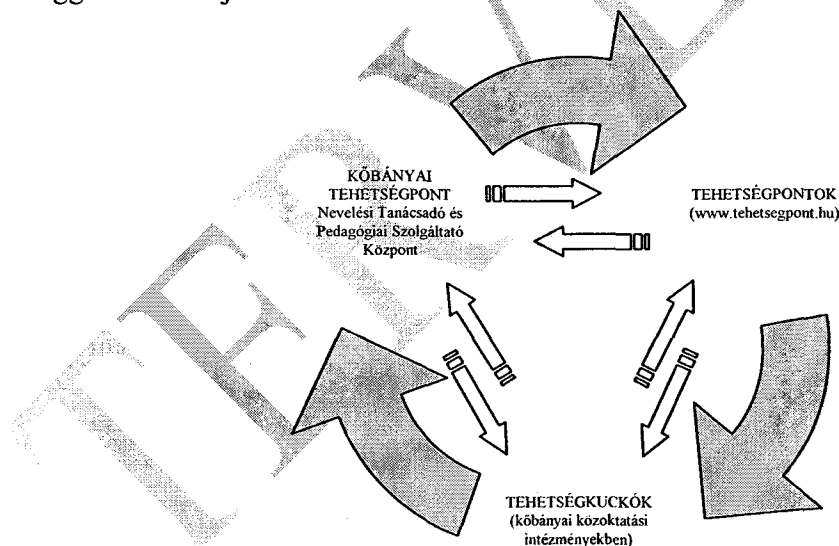 KŐBÁNYAI
TEHETSÉGPONT
Nevelési Tanácsadó és
Pedagógiai Szolgáltató
Központ
TEHETSÉGPONTOK
(www.tehetsegpont.hu)
TEHETSÉGKUCKÓK
(kőbányai közoktatási
intézményekben)